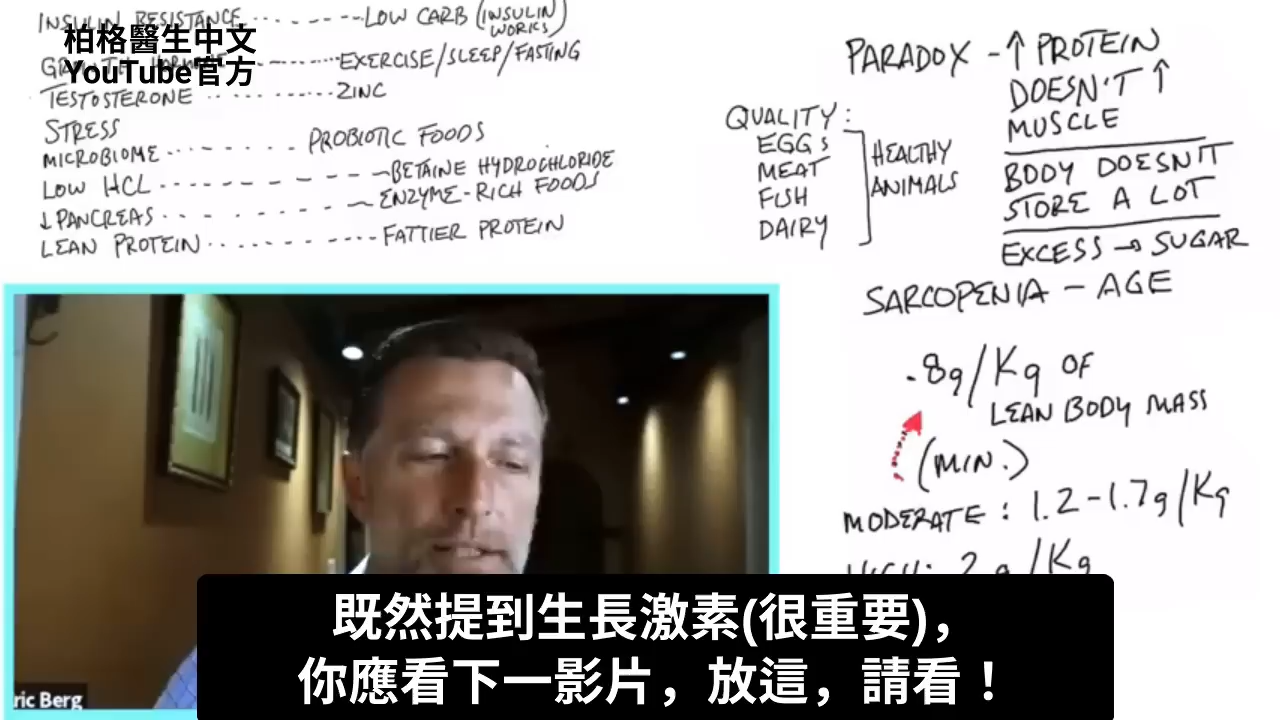 INSULIN RESISTANCE ------ LOW CARB (INSULIN WORKS)
柏格醫生中文
YouTube官方
GROWTH HORMONE ------ EXERCISE/SLEEP/FASTING
TESTOSTERONE ------ ZINC
STRESS
MICROBIOME ------ PROBIOTIC FOODS
LOW HCL ------ BETAINE HYDROCHLORIDE
↓PANCREAS ------ ENZYME-RICH FOODS
LEAN PROTEIN ------ FATTIER PROTEIN
QUALITY:
EGGS
MEAT
FISH
DAIRY
HEALTHY
ANIMALS
PARADOX - ↑ PROTEIN
DOESN'T ↑
MUSCLE
BODY DOESN'T
STORE A LOT
EXCESS → SUGAR
SARCOPENIA - AGE
.8g/Kg OF
LEAN BODY MASS
(MIN.)
MODERATE: 1.2-1.7g/Kg
HIGH: 2 g/Kg
ric Berg
既然提到生長激素(很重要)，
你應看下一影片，放這，請看！